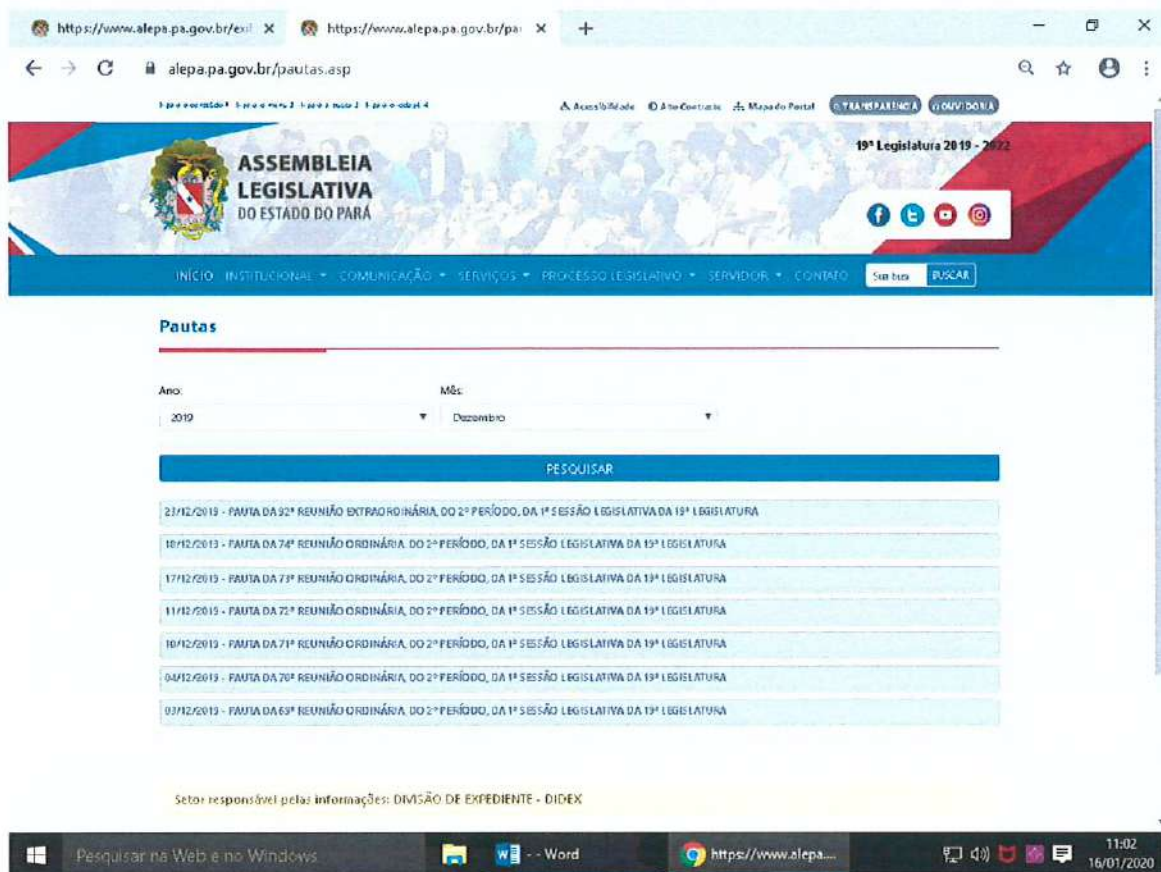 https://www.alepa.pa.gov.br/exi
https://www.alepa.pa.gov.br/pa
alepa.pa.gov.br/pautas.asp
Acessibilidade Alto Contraste Mapa do Portal TRANSPARÊNCIA OUVIDORIA
ASSEMBLEIA
LEGISLATIVA
DO ESTADO DO PARÁ
19ª Legislatura 2019 - 2022
INÍCIO INSTITUCIONAL COMUNICAÇÃO SERVIÇOS PROCESSO LEGISLATIVO SERVIDOR CONTATO Sua busca BUSCAR
Pautas
Ano: Mês:
2019 Dezembro
PESQUISAR
23/12/2019 - PAUTA DA 92ª REUNIÃO EXTRAORDINÁRIA, DO 2º PERÍODO, DA 1ª SESSÃO LEGISLATIVA DA 19ª LEGISLATURA
18/12/2019 - PAUTA DA 74ª REUNIÃO ORDINÁRIA, DO 2º PERÍODO, DA 1ª SESSÃO LEGISLATIVA DA 19ª LEGISLATURA
17/12/2019 - PAUTA DA 73ª REUNIÃO ORDINÁRIA, DO 2º PERÍODO, DA 1ª SESSÃO LEGISLATIVA DA 19ª LEGISLATURA
11/12/2019 - PAUTA DA 72ª REUNIÃO ORDINÁRIA, DO 2º PERÍODO, DA 1ª SESSÃO LEGISLATIVA DA 19ª LEGISLATURA
10/12/2019 - PAUTA DA 71ª REUNIÃO ORDINÁRIA, DO 2º PERÍODO, DA 1ª SESSÃO LEGISLATIVA DA 19ª LEGISLATURA
04/12/2019 - PAUTA DA 70ª REUNIÃO ORDINÁRIA, DO 2º PERÍODO, DA 1ª SESSÃO LEGISLATIVA DA 19ª LEGISLATURA
03/12/2019 - PAUTA DA 69ª REUNIÃO ORDINÁRIA, DO 2º PERÍODO, DA 1ª SESSÃO LEGISLATIVA DA 19ª LEGISLATURA
Setor responsável pelas informações: DIVISÃO DE EXPEDIENTE - DIDEX
Pesquisar na Web e no Windows - - Word https://www.alepa.... 11:02
16/01/2020